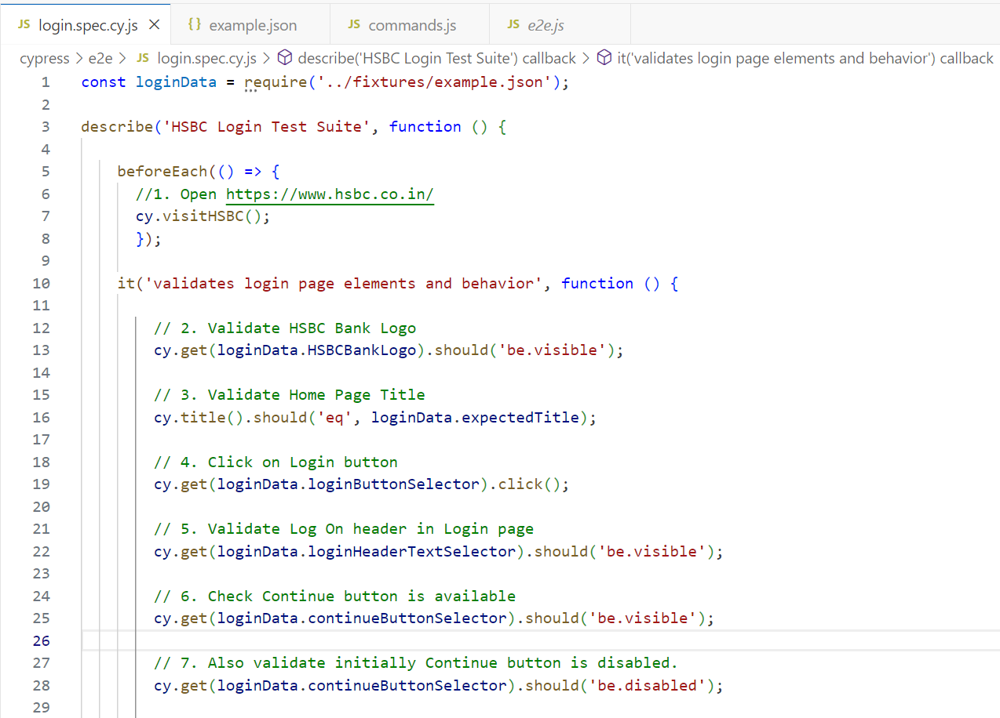 JS login.spec.cy.js ×
{} example.json
JS commands.js
JS e2e.js
cypress > e2e > JS login.spec.cy.js > describe('HSBC Login Test Suite') callback > it('validates login page elements and behavior') callback
1 const loginData = require('../fixtures/example.json');
2
3 describe('HSBC Login Test Suite', function () {
4
5 beforeEach(() => {
6 //1. Open https://www.hsbc.co.in/
7 cy.visitHSBC();
8 });
9
10 it('validates login page elements and behavior', function () {
11
12 // 2. Validate HSBC Bank Logo
13 cy.get(loginData.HSBCBankLogo).should('be.visible');
14
15 // 3. Validate Home Page Title
16 cy.title().should('eq', loginData.expectedTitle);
17
18 // 4. Click on Login button
19 cy.get(loginData.loginButtonSelector).click();
20
21 // 5. Validate Log On header in Login page
22 cy.get(loginData.loginHeaderTextSelector).should('be.visible');
23
24 // 6. Check Continue button is available
25 cy.get(loginData.continueButtonSelector).should('be.visible');
26
27 // 7. Also validate initially Continue button is disabled.
28 cy.get(loginData.continueButtonSelector).should('be.disabled');
29